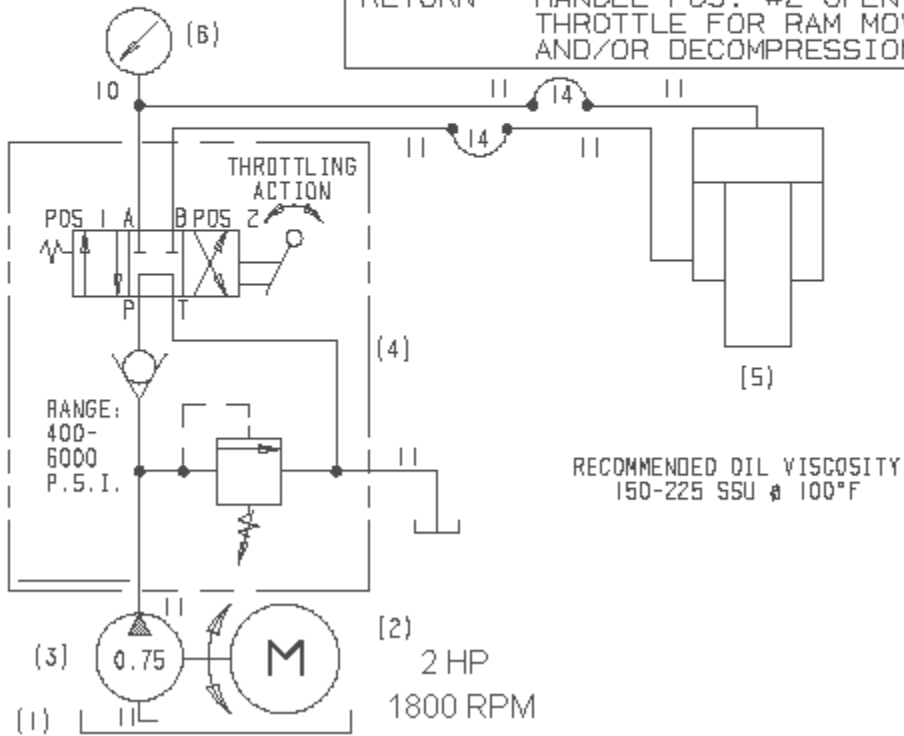 RETURN HANDLE POS. #2 OPEN
THROTTLE FOR RAM MOV
AND/OR DECOMPRESSION
(6)
10
11
14
11
11
14
11
THROTTLING
ACTION
POS 1 A B POS 2
P T
(4)
(5)
RANGE:
400-
6000
P.S.I.
11
RECOMMENDED OIL VISCOSITY
150-225 SSU @ 100°F
11
(3)
0.75
M
(2)
2 HP
1800 RPM
(1)
11